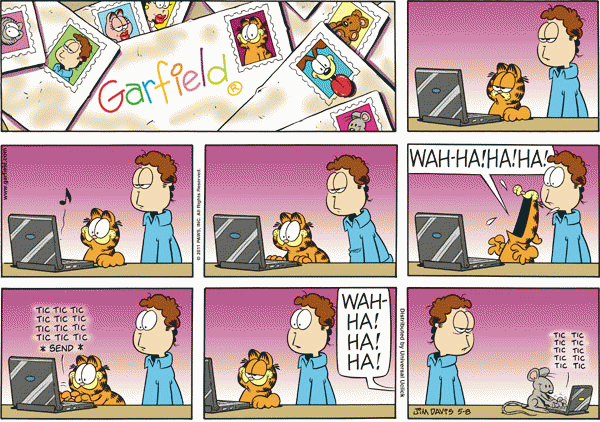 Garfield®
www.garfield.com
© 2011 PAWS, INC. All Rights Reserved.
WAH-HA!HA!HA!
TIC TIC TIC
TIC TIC TIC
TIC TIC TIC
TIC TIC TIC
* SEND *
WAH-
HA!
HA!
HA!
Distributed by Universal Uclick
JIM DAVIS 5-8
TIC TIC
TIC TIC
TIC TIC
TIC TIC